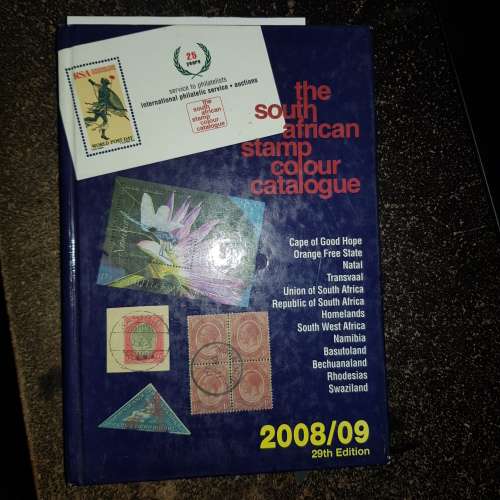 25
years
service to philatelists
international philatelic service • auctions
RSA
WORLD POST DAY
the
south
african
stamp
colour
catalogue
the
south
african
stamp
colour
catalogue
Cape of Good Hope
Orange Free State
Natal
Transvaal
Union of South Africa
Republic of South Africa
Homelands
South West Africa
Namibia
Basutoland
Bechuanaland
Rhodesias
Swaziland
2008/09
29th Edition